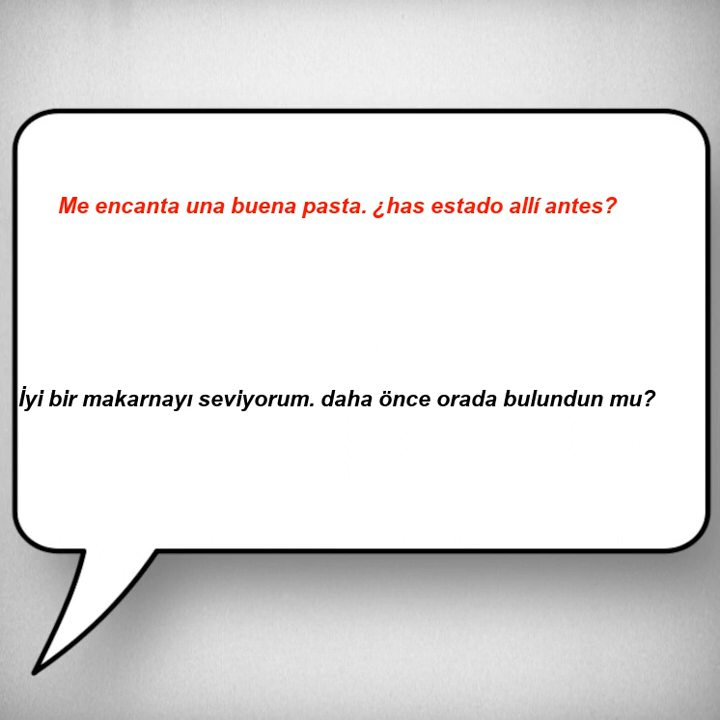 Me encanta una buena pasta. ¿has estado allí antes?
İyi bir makarnayı seviyorum. daha önce orada bulundun mu?